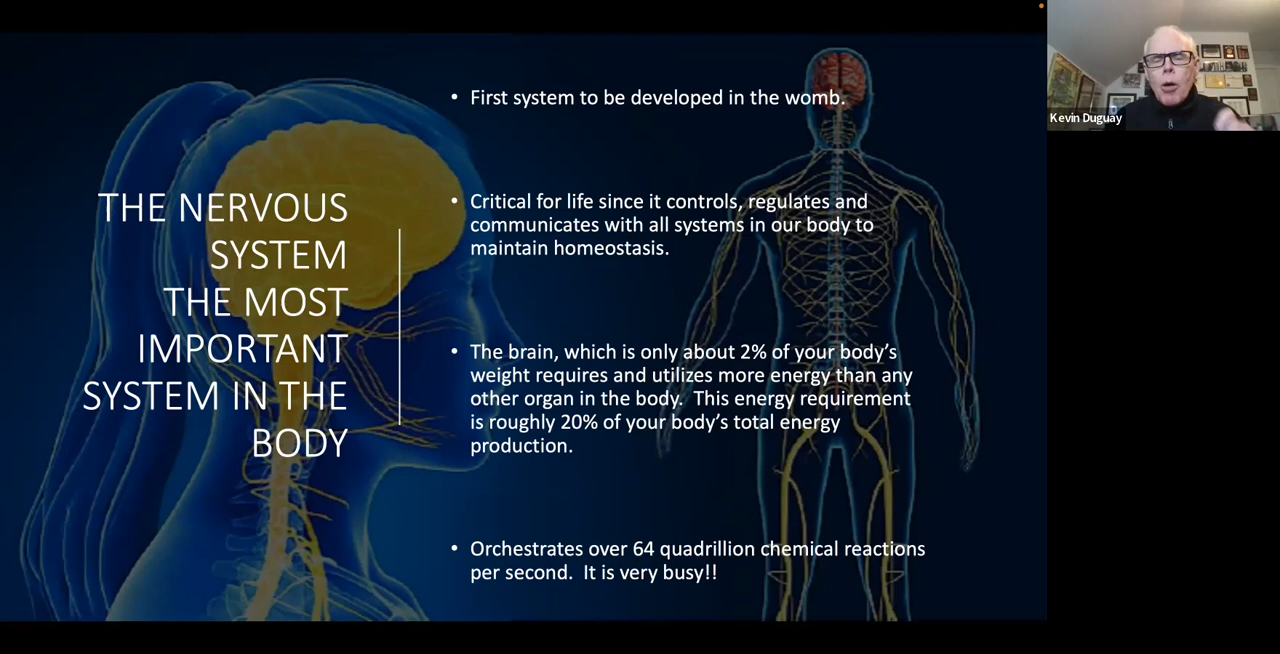 THE NERVOUS
SYSTEM
THE MOST
IMPORTANT
SYSTEM IN THE
BODY
• First system to be developed in the womb.
• Critical for life since it controls, regulates and
communicates with all systems in our body to
maintain homeostasis.
• The brain, which is only about 2% of your body’s
weight requires and utilizes more energy than any
other organ in the body.  This energy requirement
is roughly 20% of your body’s total energy
production.
• Orchestrates over 64 quadrillion chemical reactions
per second.  It is very busy!!
Kevin Duguay